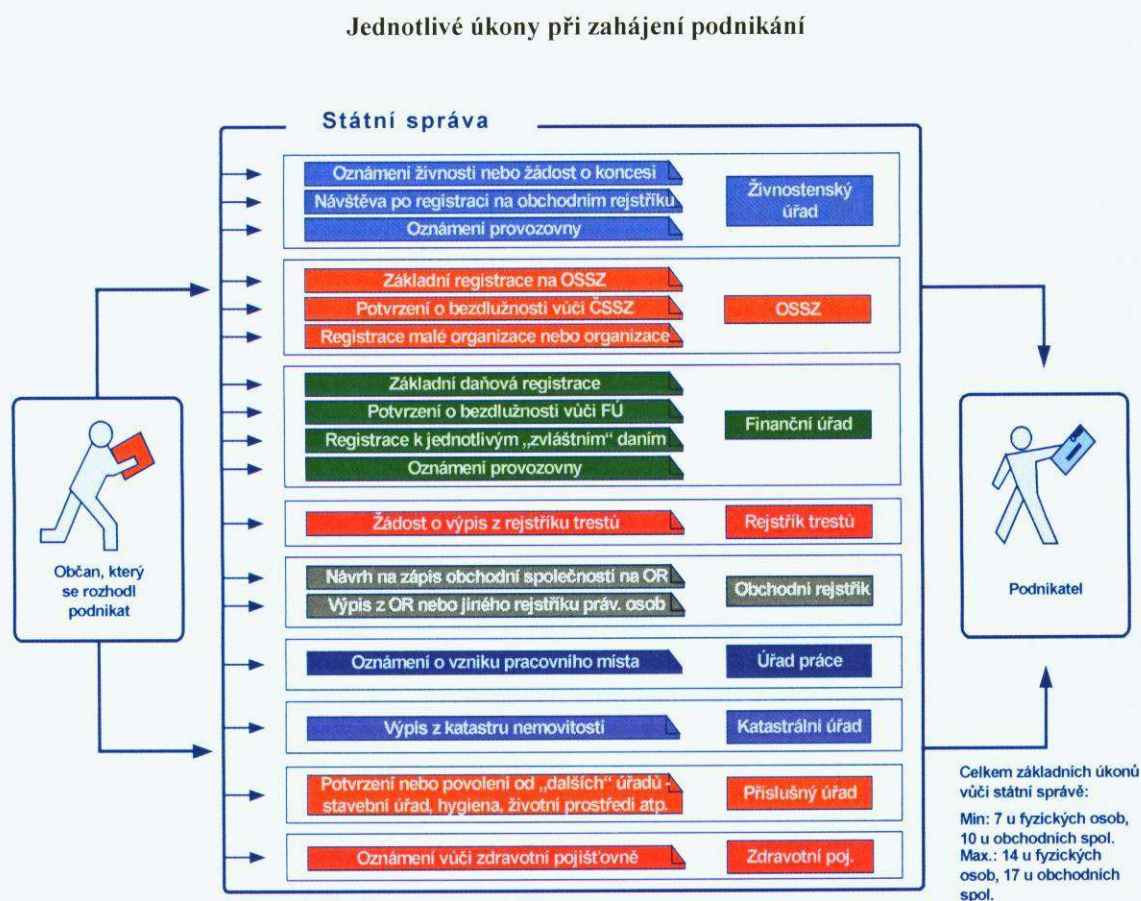 Jednotlivé úkony při zahájení podnikání
Státní správa
Oznámení živnosti nebo žádost o koncesi
Návštěva po registraci na obchodním rejstříku
Oznámení provozovny
Živnostenský
úřad
Základní registrace na OSSZ
Potvrzení o bezdlužnosti vůči ČSSZ
Registrace malé organizace nebo organizace
OSSZ
Základní daňová registrace
Potvrzení o bezdlužnosti vůči FÚ
Registrace k jednotlivým „zvláštním“ daním
Oznámení provozovny
Finanční úřad
Žádost o výpis z rejstříku trestů
Rejstřík trestů
Návrh na zápis obchodní společnosti na OR
Výpis z OR nebo jiného rejstříku práv. osob
Obchodní rejstřík
Oznámení o vzniku pracovního místa
Úřad práce
Výpis z katastru nemovitostí
Katastrální úřad
Potvrzení nebo povolení od „dalších“ úřadů -
stavební úřad, hygiena, životní prostředí atp.
Příslušný úřad
Oznámení vůči zdravotní pojišťovně
Zdravotní poj.
Občan, který
se rozhodl
podnikat
Podnikatel
Celkem základních úkonů
vůči státní správě:
Min: 7 u fyzických osob,
10 u obchodních spol.
Max.: 14 u fyzických
osob, 17 u obchodních
spol.